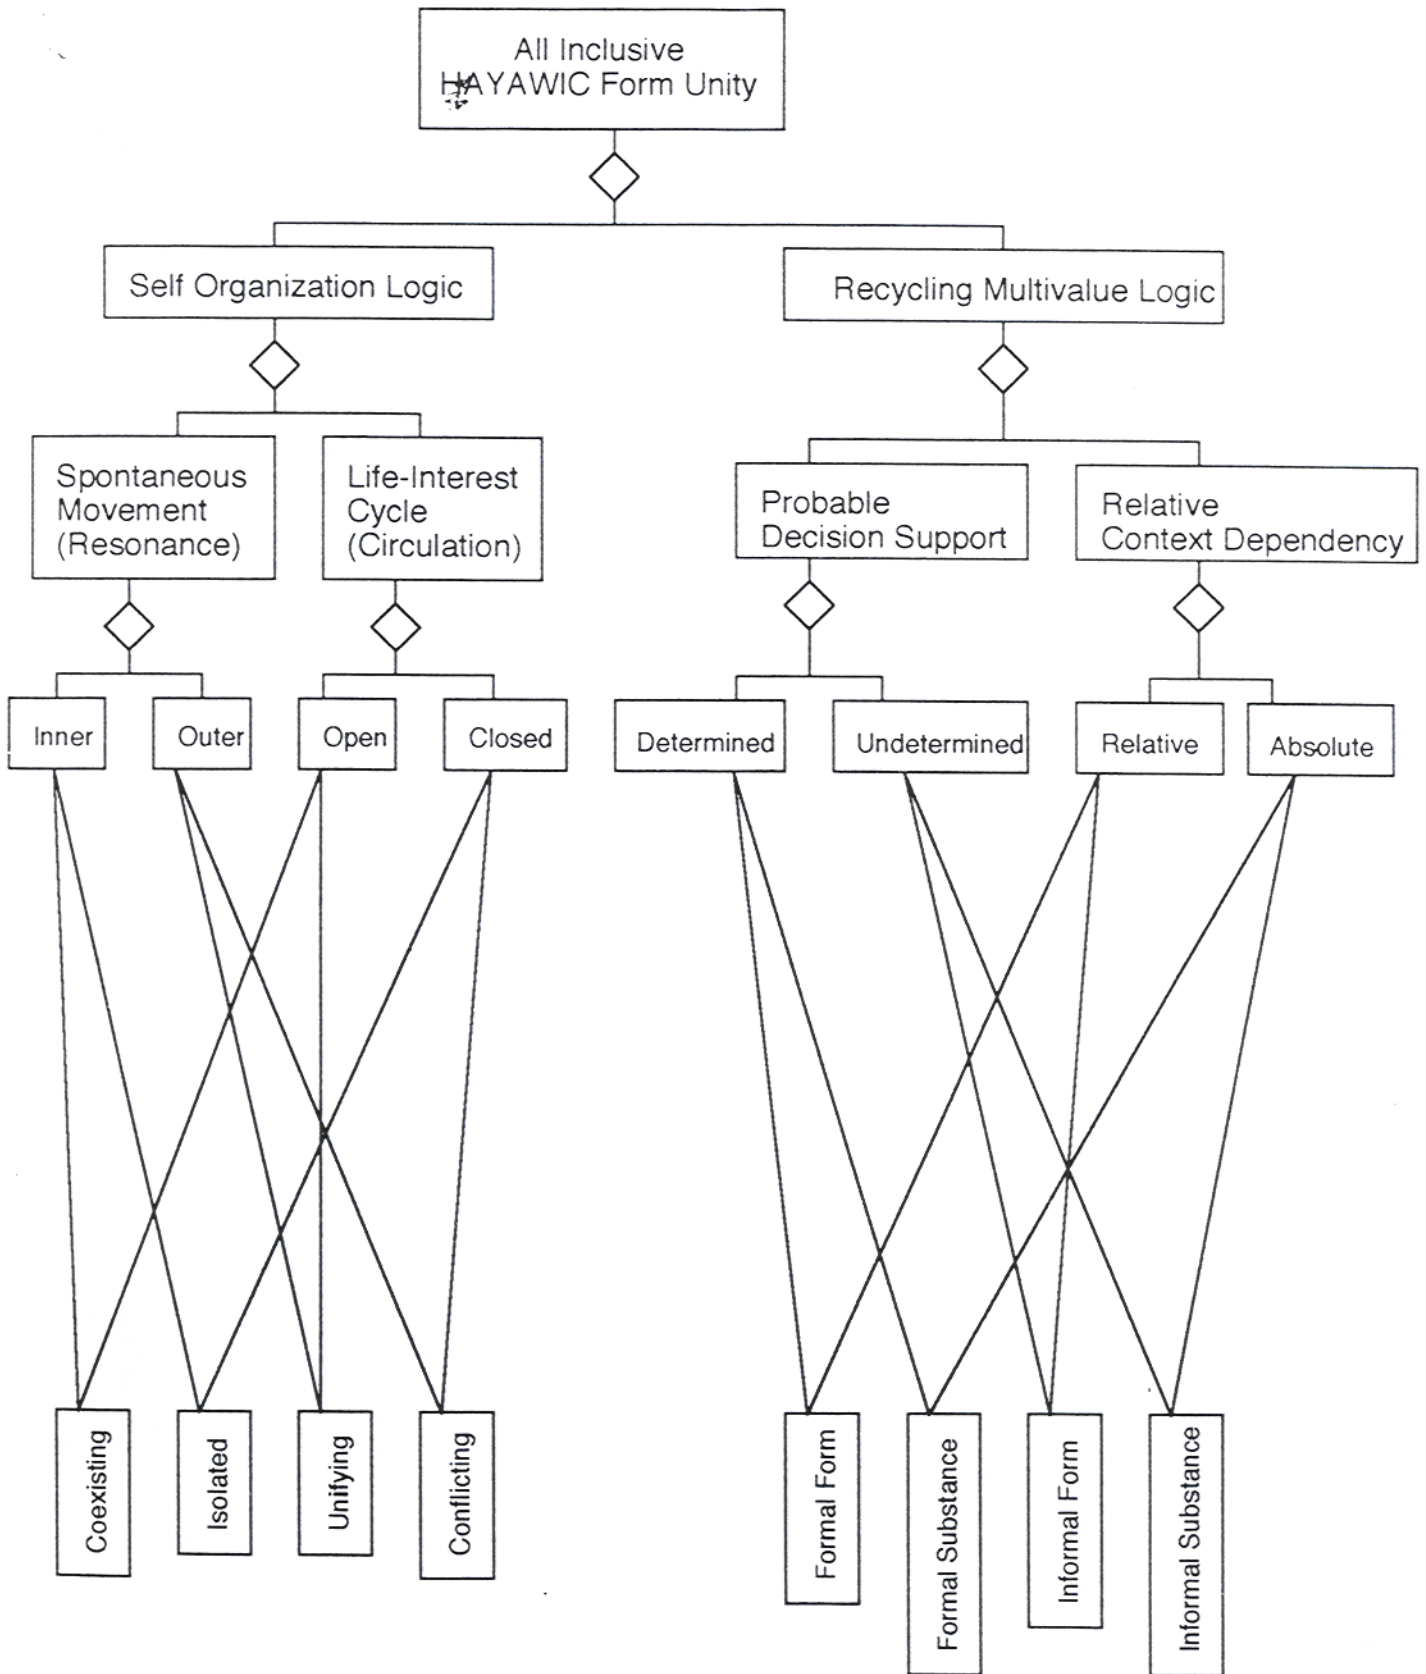 All Inclusive
HAYAWIC Form Unity
Self Organization Logic
Recycling Multivalue Logic
Spontaneous
Movement
(Resonance)
Life-Interest
Cycle
(Circulation)
Probable
Decision Support
Relative
Context Dependency
Inner
Outer
Open
Closed
Determined
Undetermined
Relative
Absolute
Coexisting
Isolated
Unifying
Conflicting
Formal Form
Formal Substance
Informal Form
Informal Substance